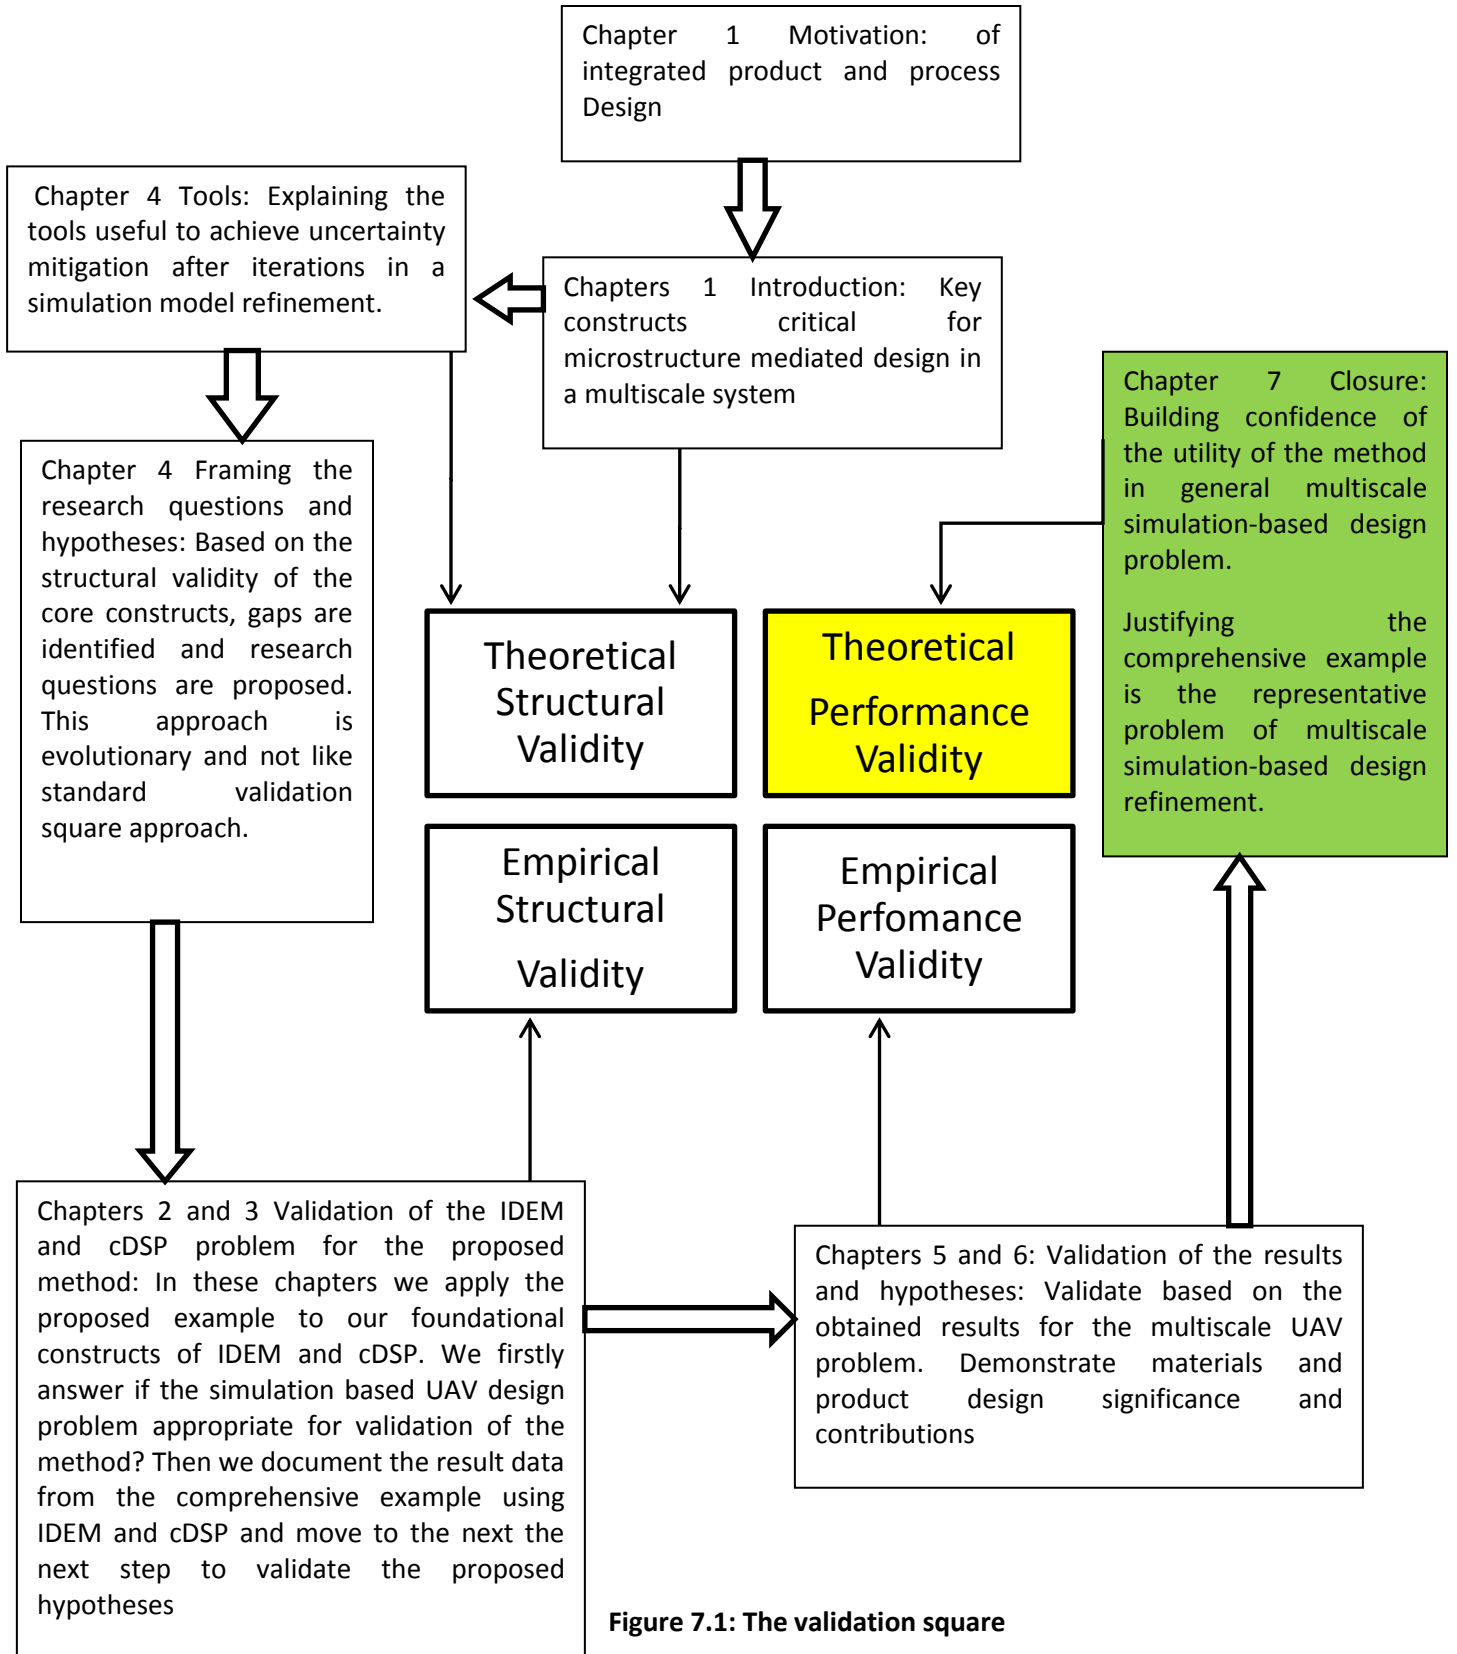 Chapter 1 Motivation: of
integrated product and process
Design
Chapter 4 Tools: Explaining the
tools useful to achieve uncertainty
mitigation after iterations in a
simulation model refinement.
Chapters 1 Introduction: Key
constructs critical for
microstructure mediated design in
a multiscale system
Chapter 4 Framing the
research questions and
hypotheses: Based on the
structural validity of the
core constructs, gaps are
identified and research
questions are proposed.
This approach is
evolutionary and not like
standard validation
square approach.
Chapter 7 Closure:
Building confidence of
the utility of the method
in general multiscale
simulation-based design
problem.
Justifying the
comprehensive example
is the representative
problem of multiscale
simulation-based design
refinement.
Theoretical
Structural
Validity
Theoretical
Performance
Validity
Empirical
Structural
Validity
Empirical
Perfomance
Validity
Chapters 2 and 3 Validation of the IDEM
and cDSP problem for the proposed
method: In these chapters we apply the
proposed example to our foundational
constructs of IDEM and cDSP. We firstly
answer if the simulation based UAV design
problem appropriate for validation of the
method? Then we document the result data
from the comprehensive example using
IDEM and cDSP and move to the next the
next step to validate the proposed
hypotheses
Chapters 5 and 6: Validation of the results
and hypotheses: Validate based on the
obtained results for the multiscale UAV
problem. Demonstrate materials and
product design significance and
contributions
Figure 7.1: The validation square